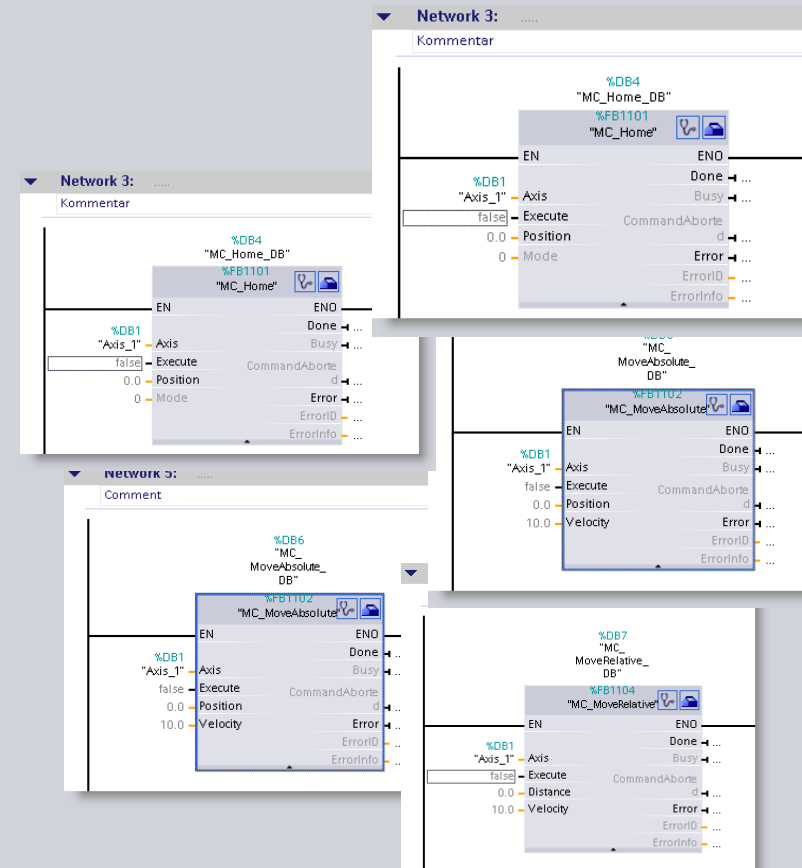 Network 3: .....
Kommentar
%DB4
"MC_Home_DB"
%FB1101
"MC_Home"
EN ENO
Done ...
%DB1
"Axis_1" Axis Busy ...
false Execute
CommandAborte
0.0 Position d ...
0 Mode Error ...
ErrorID ...
ErrorInfo ...
Network 3: .....
Kommentar
%DB4
"MC_Home_DB"
%FB1101
"MC_Home"
EN ENO
Done ...
%DB1
"Axis_1" Axis Busy ...
false Execute
CommandAborte
0.0 Position d ...
0 Mode Error ...
ErrorID ...
ErrorInfo ...
"MC_
MoveAbsolute_
DB"
%FB1102
"MC_MoveAbsolute"
EN ENO
Done ...
%DB1
"Axis_1" Axis Busy ...
false Execute
CommandAborte
0.0 Position d ...
10.0 Velocity Error ...
ErrorID ...
ErrorInfo ...
Network 5: .....
Comment
%DB6
"MC_
MoveAbsolute_
DB"
%FB1102
"MC_MoveAbsolute"
EN ENO
Done ..
%DB1
"Axis_1" Axis Busy ..
false Execute
CommandAborte
0.0 Position d ..
10.0 Velocity Error ..
ErrorID ..
ErrorInfo ..
%DB7
"MC_
MoveRelative_
DB"
%FB1104
"MC_MoveRelative"
EN ENO
Done ...
%DB1
"Axis_1" Axis Busy ...
false Execute
CommandAborte
0.0 Distance d ...
10.0 Velocity Error ...
ErrorID ...
ErrorInfo ...